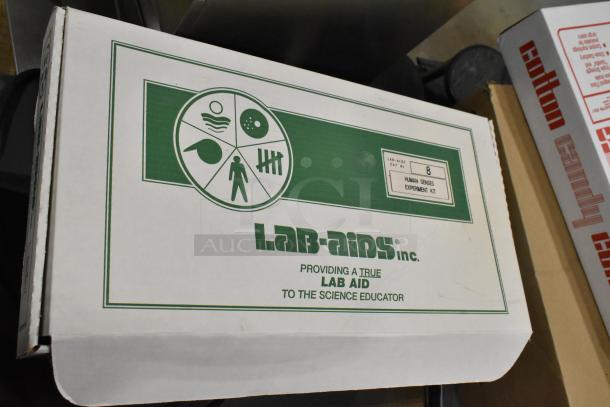 LAB-AIDS
CAT No.
8
HUMAN SENSES
EXPERIMENT KIT
LAB-AIDS inc.
PROVIDING A TRUE
LAB AID
TO THE SCIENCE EDUCATOR
cotton candy